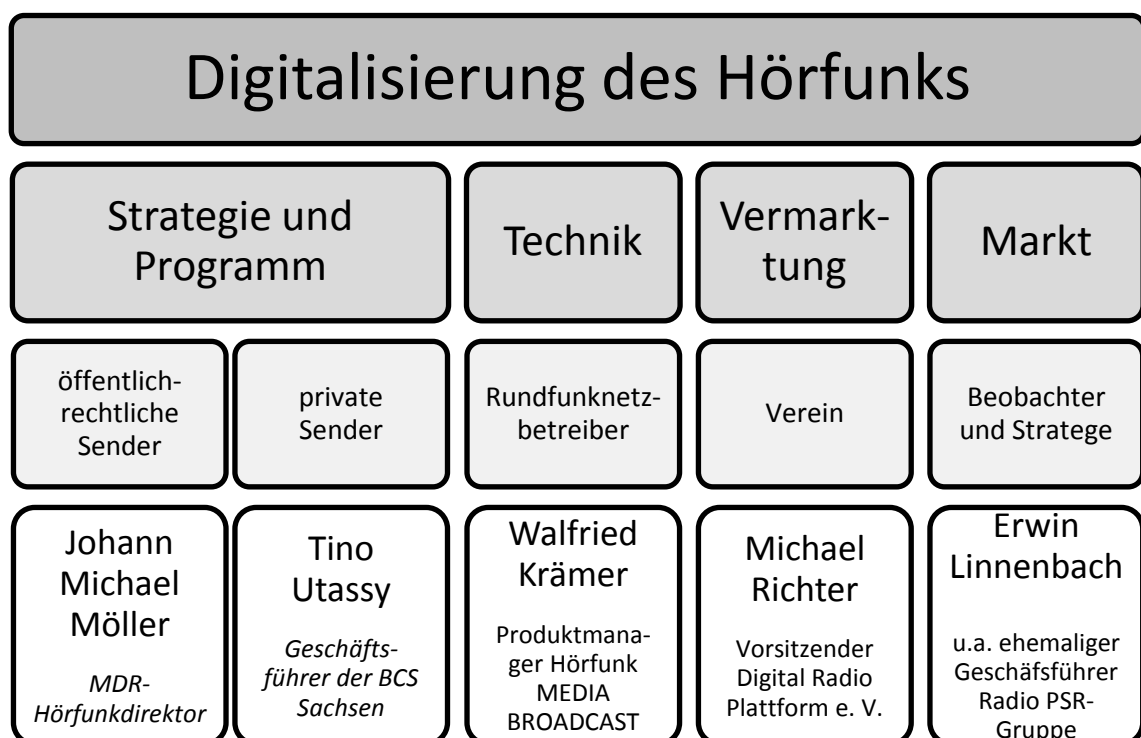 Digitalisierung des Hörfunks
Strategie und
Programm
Technik
Vermark-
tung
Markt
öffentlich-
rechtliche
Sender
private
Sender
Rundfunknetz-
betreiber
Verein
Beobachter
und Stratege
Johann
Michael
Möller
MDR-
Hörfunkdirektor
Tino
Utassy
Geschäfts-
führer der BCS
Sachsen
Walfried
Krämer
Produktmana-
ger Hörfunk
MEDIA
BROADCAST
Michael
Richter
Vorsitzender
Digital Radio
Plattform e. V.
Erwin
Linnenbach
u.a. ehemaliger
Geschäfsführer
Radio PSR-
Gruppe